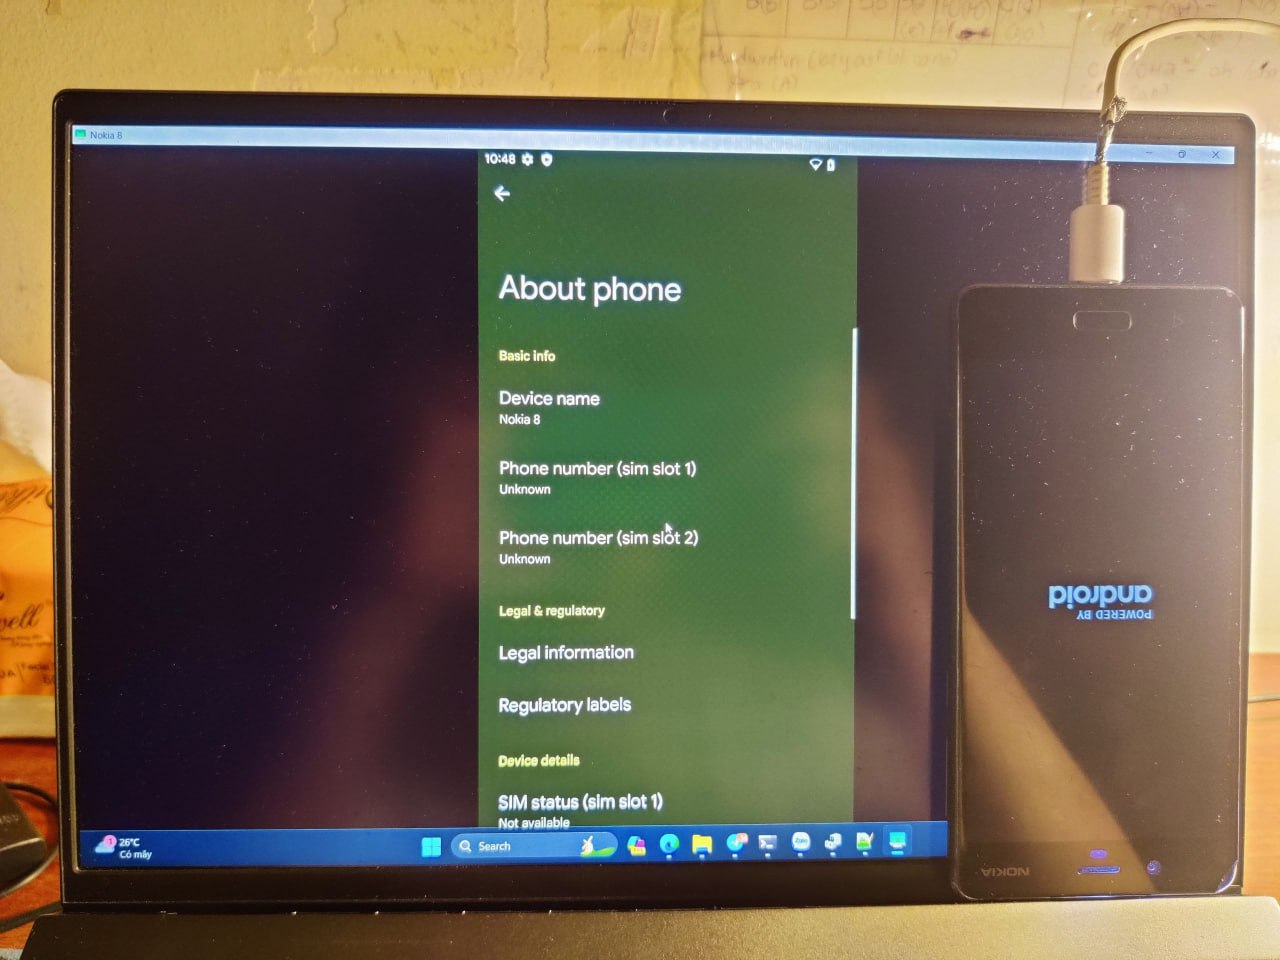 Nokia 8
10:48
About phone
Basic info
Device name
Nokia 8
Phone number (sim slot 1)
Unknown
Phone number (sim slot 2)
Unknown
Legal & regulatory
Legal information
Regulatory labels
Device details
SIM status (sim slot 1)
Not available
26°C
Có mây
Search
POWERED BY
android
NOKIA